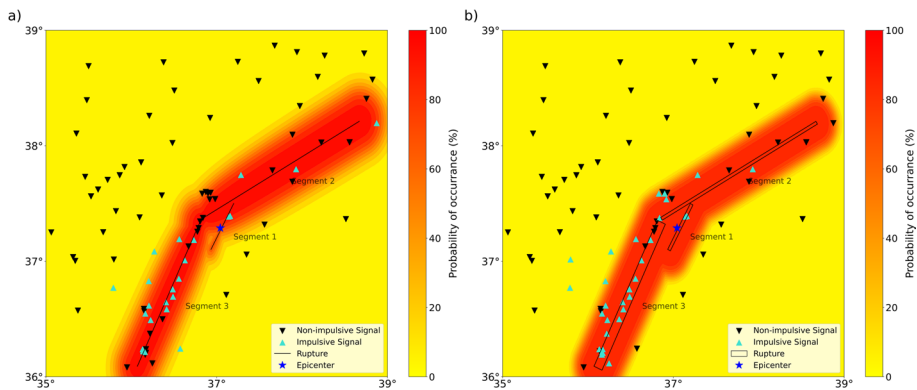 a)
39°
38°
37°
36°
35°
37°
39°
Segment 2
Segment 1
Segment 3
Non-impulsive Signal
Impulsive Signal
Rupture
Epicenter
100
80
60
40
20
0
Probability of occurrance (%)
b)
39°
38°
37°
36°
35°
37°
39°
Segment 2
Segment 1
Segment 3
Non-impulsive Signal
Impulsive Signal
Rupture
Epicenter
100
80
60
40
20
0
Probability of occurrance (%)